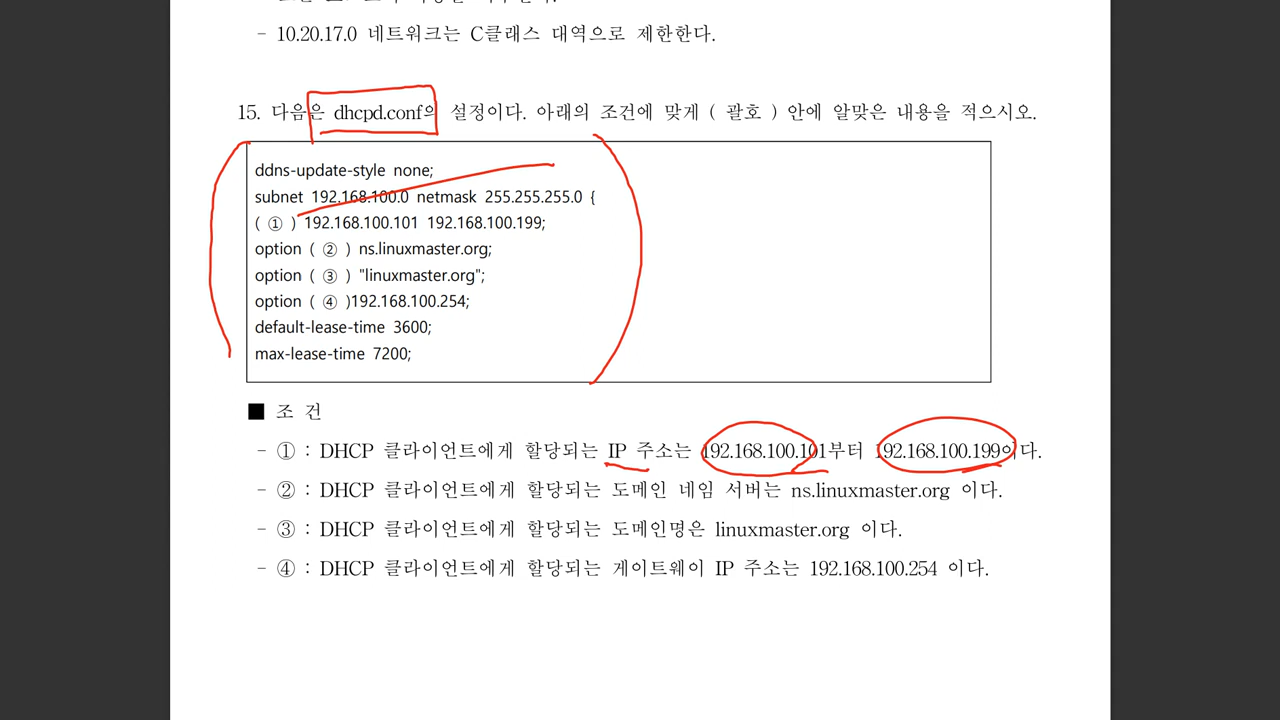 - 10.20.17.0 네트워크는 C클래스 대역으로 제한한다.
15. 다음은 dhcpd.conf의 설정이다. 아래의 조건에 맞게 ( 괄호 ) 안에 알맞은 내용을 적으시오.
ddns-update-style none;
subnet 192.168.100.0 netmask 255.255.255.0 {
( ① ) 192.168.100.101 192.168.100.199;
option ( ② ) ns.linuxmaster.org;
option ( ③ ) "linuxmaster.org";
option ( ④ )192.168.100.254;
default-lease-time 3600;
max-lease-time 7200;
■ 조 건
- ① : DHCP 클라이언트에게 할당되는 IP 주소는 192.168.100.101부터 192.168.100.199이다.
- ② : DHCP 클라이언트에게 할당되는 도메인 네임 서버는 ns.linuxmaster.org 이다.
- ③ : DHCP 클라이언트에게 할당되는 도메인명은 linuxmaster.org 이다.
- ④ : DHCP 클라이언트에게 할당되는 게이트웨이 IP 주소는 192.168.100.254 이다.